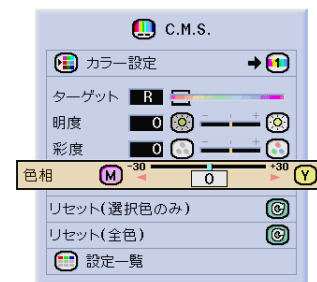 C.M.S.
カラー設定 1
ターゲット R
明度 0 - +
彩度 0 - +
色相 M -30 0 +30 Y
リセット(選択色のみ)
リセット(全色)
設定一覧